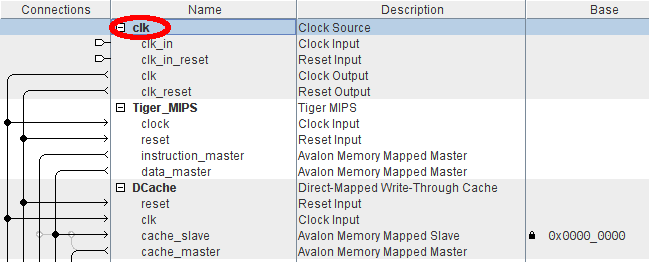 Connections Name Description Base
clk Clock Source
clk_in Clock Input
clk_in_reset Reset Input
clk Clock Output
clk_reset Reset Output
Tiger_MIPS Tiger MIPS
clock Clock Input
reset Reset Input
instruction_master Avalon Memory Mapped Master
data_master Avalon Memory Mapped Master
DCache Direct-Mapped Write-Through Cache
reset Reset Input
clk Clock Input
cache_slave Avalon Memory Mapped Slave 0x0000_0000
cache_master Avalon Memory Mapped Master